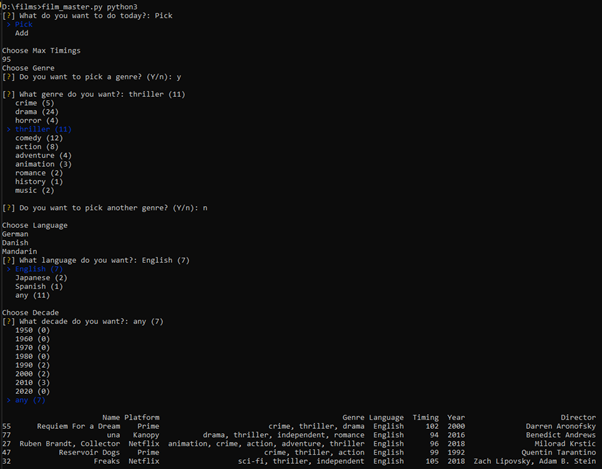 D:\films>film_master.py python3
[?] What do you want to do today?: Pick
> Pick
Add
Choose Max Timings
95
Choose Genre
[?] Do you want to pick a genre? (Y/n): y
[?] What genre do you want?: thriller (11)
crime (5)
drama (24)
horror (4)
> thriller (11)
comedy (12)
action (8)
adventure (4)
animation (3)
romance (2)
history (1)
music (2)
[?] Do you want to pick another genre? (Y/n): n
Choose Language
German
Danish
Mandarin
[?] What language do you want?: English (7)
> English (7)
Japanese (2)
Spanish (1)
any (11)
Choose Decade
[?] What decade do you want?: any (7)
1950 (0)
1960 (0)
1970 (0)
1980 (0)
1990 (2)
2000 (2)
2010 (3)
2020 (0)
> any (7)
Name Platform Genre Language Timing Year Director
55 Requiem For a Dream Prime crime, thriller, drama English 102 2000 Darren Aronofsky
77 una Kanopy drama, thriller, independent, romance English 94 2016 Benedict Andrews
27 Ruben Brandt, Collector Netflix animation, crime, action, adventure, thriller English 96 2018 Milorad Krstic
47 Reservoir Dogs Prime crime, thriller, action English 99 1992 Quentin Tarantino
32 Freaks Netflix sci-fi, thriller, independent English 105 2018 Zach Lipovsky, Adam B. Stein